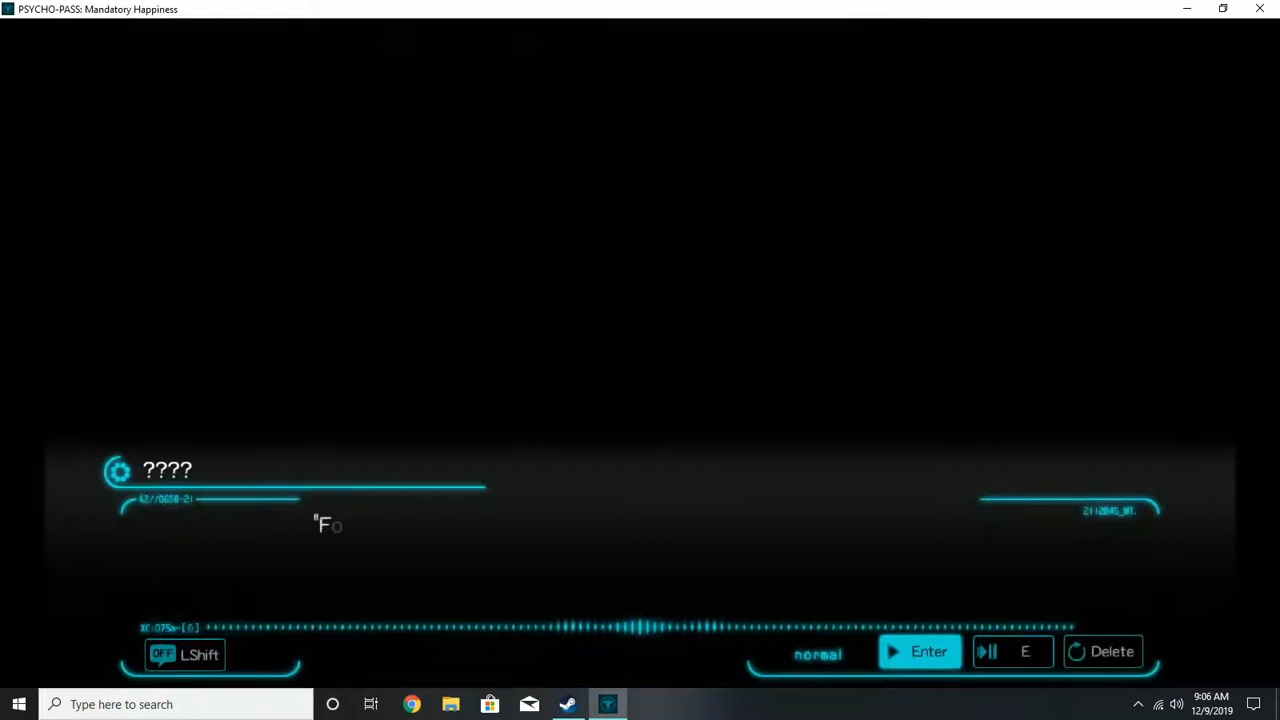 PSYCHO-PASS: Mandatory Happiness
????
"Fo
OFF LShift
normal
Enter
E
Delete
Type here to search
9:06 AM
12/9/2019